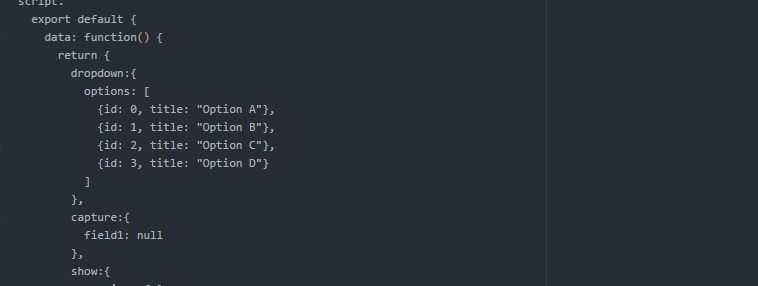 script:
export default {
data: function() {
return {
dropdown:{
options: [
{id: 0, title: "Option A"},
{id: 1, title: "Option B"},
{id: 2, title: "Option C"},
{id: 3, title: "Option D"}
]
},
capture:{
field1: null
},
show:{